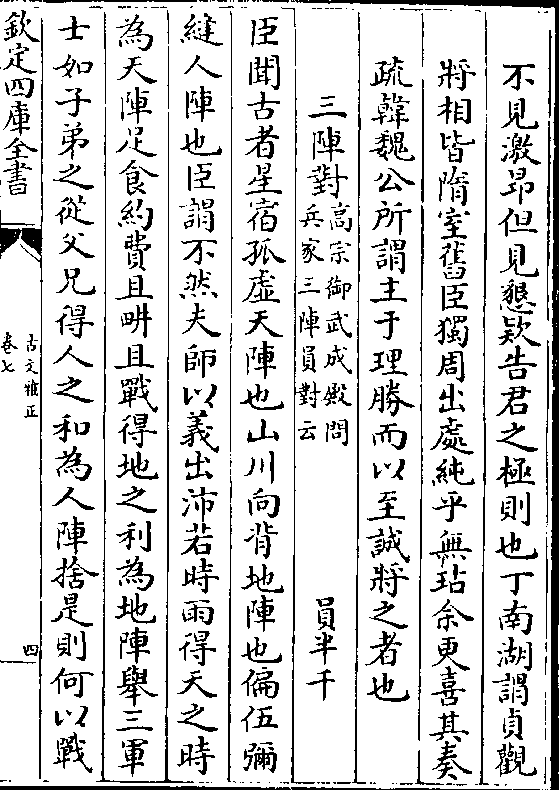 不見激昂但見懇欵告君之極則也丁南湖謂貞觀
將相皆隋室舊臣獨周出處純乎無玷余更喜其奏
疏韓魏公所謂主于理勝而以至誠將之者也
三陣對高宗御武成殿問
兵家三陣員對云
員半千
臣聞古者星宿孤虛天陣也山川向背地陣也偏伍彌
縫人陣也臣謂不然夫師以義出沛若時雨得天之時
為天陣足食約費且畊且戰得地之利為地陣舉三軍
士如子弟之從父兄得人之和為人陣捨是則何以戰
欽定四庫全書
古文雅正
卷七
四